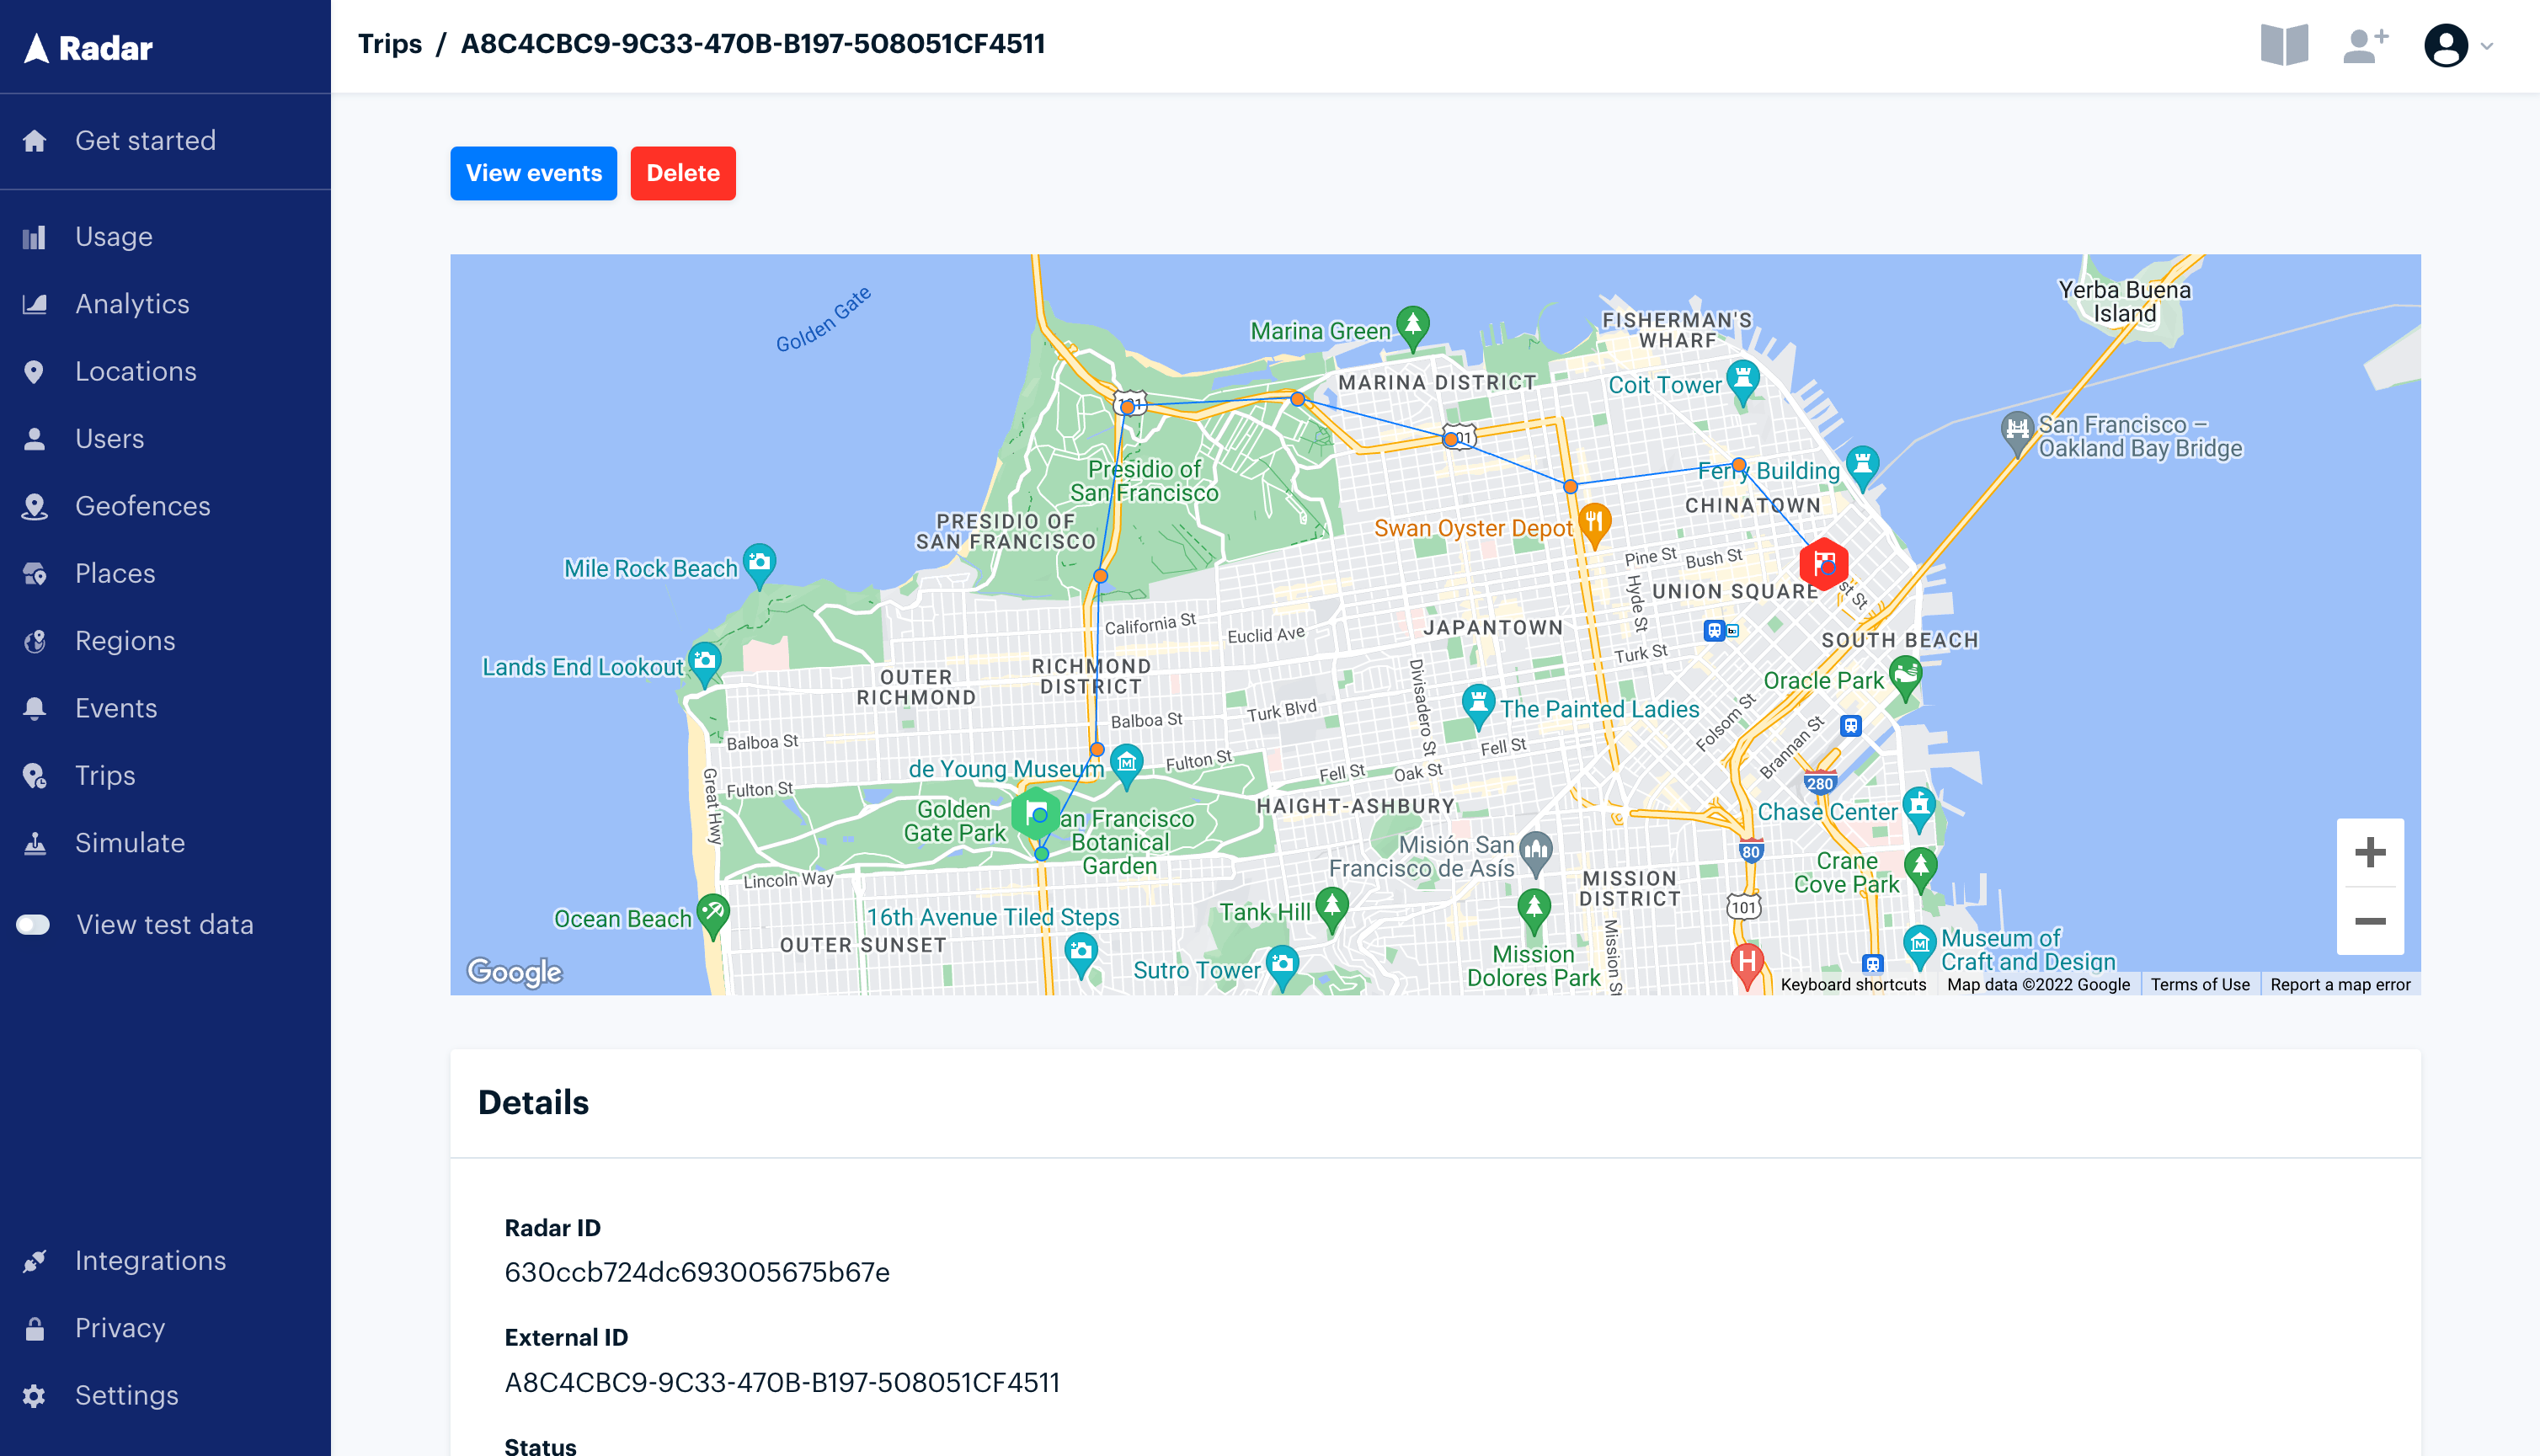 Radar
Trips / A8C4CBC9-9C33-470B-B197-508051CF4511
Get started
Usage
Analytics
Locations
Users
Geofences
Places
Regions
Events
Trips
Simulate
View test data
Integrations
Privacy
Settings
View events
Delete
Golden Gate
Yerba Buena
Island
Marina Green
FISHERMAN'S
WHARF
MARINA DISTRICT
Coit Tower
101
101
San Francisco –
Oakland Bay Bridge
Presidio of
San Francisco
Ferry Building
CHINATOWN
PRESIDIO OF
SAN FRANCISCO
Swan Oyster Depot
Pine St
Bush St
Mile Rock Beach
Hyde St
UNION SQUARE
st St
California St
Euclid Ave
JAPANTOWN
SOUTH BEACH
Lands End Lookout
OUTER
RICHMOND
RICHMOND
DISTRICT
Turk St
Divisadero St
Oracle Park
Balboa St
Turk Blvd
The Painted Ladies
Folsom St
Balboa St
Fell St
Brannan St
de Young Museum
Fulton St
Fell St
Oak St
280
Great Hwy
Fulton St
Golden
Gate Park
an Francisco
Botanical
Garden
HAIGHT-ASHBURY
Chase Center
Misión San
Francisco de Asís
80
Crane
Cove Park
Lincoln Way
MISSION
DISTRICT
101
Ocean Beach
16th Avenue Tiled Steps
Tank Hill
OUTER SUNSET
Mission St
Museum of
Craft and Design
Sutro Tower
Mission
Dolores Park
H
Google
Keyboard shortcuts
Map data ©2022 Google
Terms of Use
Report a map error
Details
Radar ID
630ccb724dc693005675b67e
External ID
A8C4CBC9-9C33-470B-B197-508051CF4511
Status